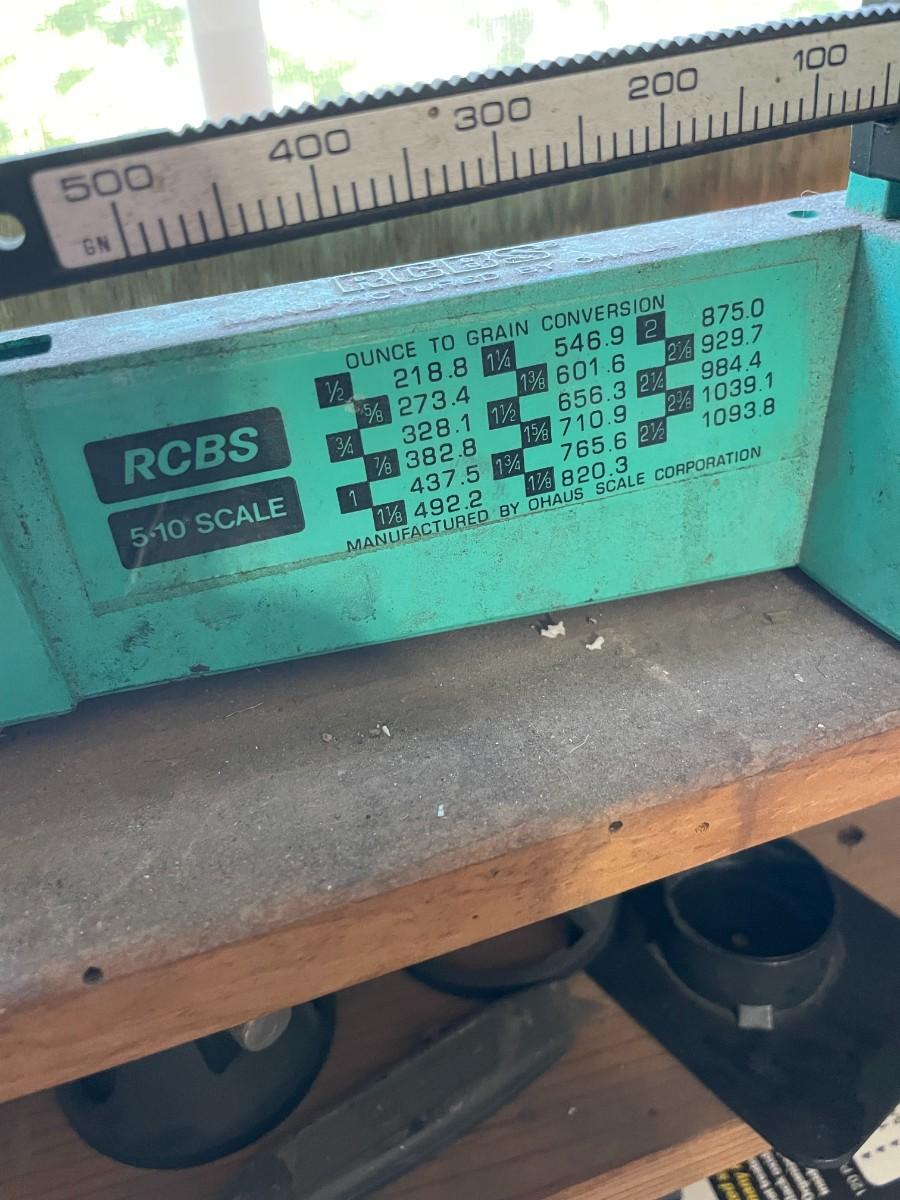 500 400 300 200 100
GN
RCBS
OUNCE TO GRAIN CONVERSION
½ 218.8 1¼ 546.9 2 875.0
⅝ 273.4 1⅜ 601.6 2⅛ 929.7
¾ 328.1 1½ 656.3 2¼ 984.4
⅞ 382.8 1⅝ 710.9 2⅜ 1039.1
1 437.5 1¾ 765.6 2½ 1093.8
1⅛ 492.2 1⅞ 820.3
MANUFACTURED BY OHAUS SCALE CORPORATION
RCBS
5·10 SCALE